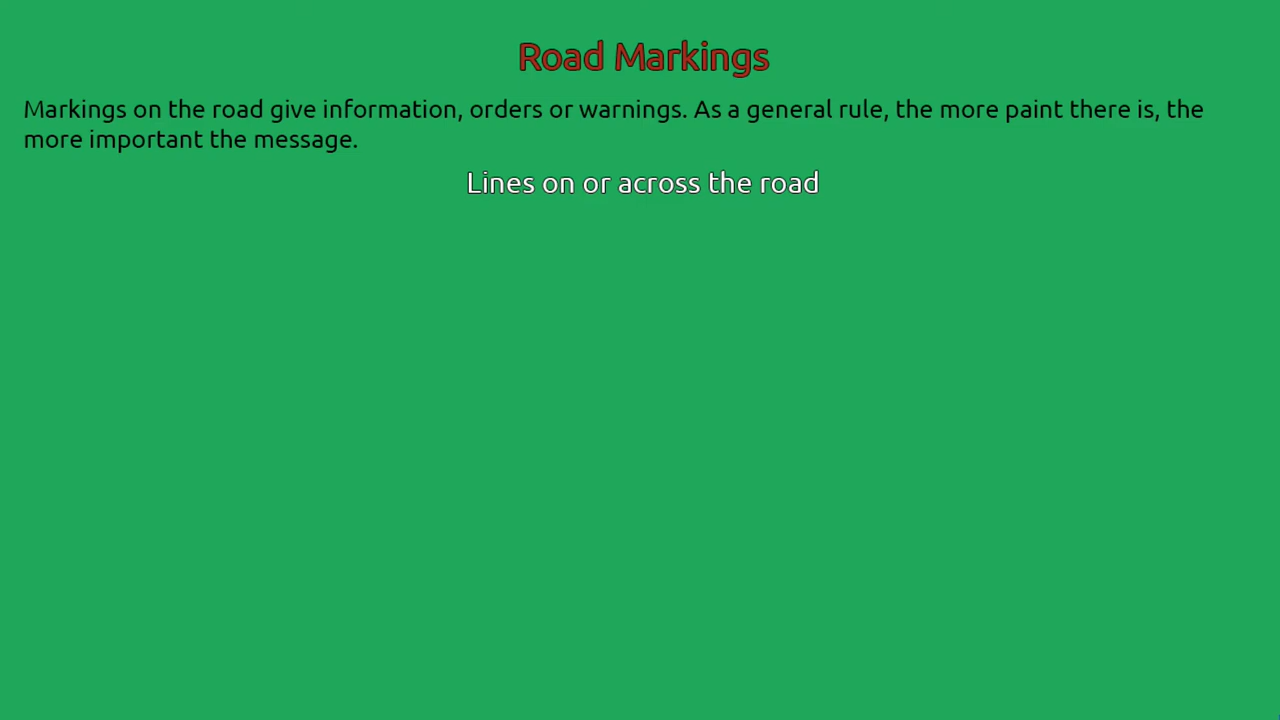 Road Markings
Markings on the road give information, orders or warnings. As a general rule, the more paint there is, the
more important the message.
Lines on or across the road